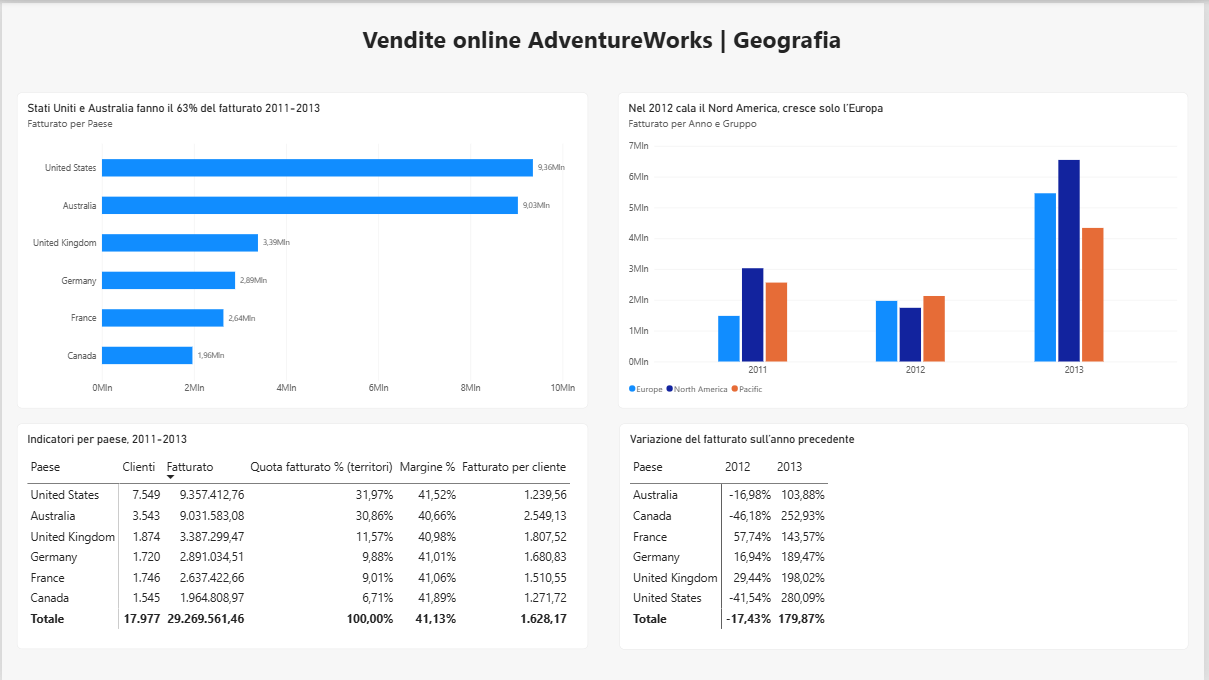 Vendite online AdventureWorks | Geografia
Stati Uniti e Australia fanno il 63% del fatturato 2011-2013
Fatturato per Paese
United States 9,36Mln
Australia 9,03Mln
United Kingdom 3,39Mln
Germany 2,89Mln
France 2,64Mln
Canada 1,96Mln
0Mln 2Mln 4Mln 6Mln 8Mln 10Mln
Nel 2012 cala il Nord America, cresce solo l'Europa
Fatturato per Anno e Gruppo
7Mln
6Mln
5Mln
4Mln
3Mln
2Mln
1Mln
0Mln
2011 2012 2013
Europe North America Pacific
Indicatori per paese, 2011-2013
Paese Clienti Fatturato Quota fatturato % (territori) Margine % Fatturato per cliente
United States 7.549 9.357.412,76 31,97% 41,52% 1.239,56
Australia 3.543 9.031.583,08 30,86% 40,66% 2.549,13
United Kingdom 1.874 3.387.299,47 11,57% 40,98% 1.807,52
Germany 1.720 2.891.034,51 9,88% 41,01% 1.680,83
France 1.746 2.637.422,66 9,01% 41,06% 1.510,55
Canada 1.545 1.964.808,97 6,71% 41,89% 1.271,72
Totale 17.977 29.269.561,46 100,00% 41,13% 1.628,17
Variazione del fatturato sull'anno precedente
Paese 2012 2013
Australia -16,98% 103,88%
Canada -46,18% 252,93%
France 57,74% 143,57%
Germany 16,94% 189,47%
United Kingdom 29,44% 198,02%
United States -41,54% 280,09%
Totale -17,43% 179,87%